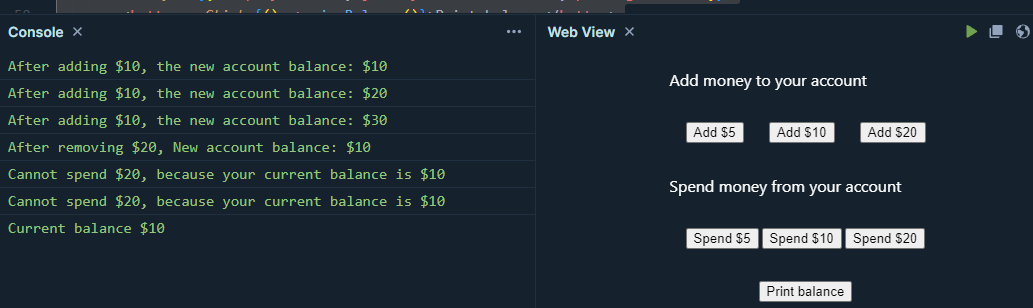 Console
Web View
After adding $10, the new account balance: $10
After adding $10, the new account balance: $20
After adding $10, the new account balance: $30
After removing $20, New account balance: $10
Cannot spend $20, because your current balance is $10
Cannot spend $20, because your current balance is $10
Current balance $10
Add money to your account
Add $5 Add $10 Add $20
Spend money from your account
Spend $5 Spend $10 Spend $20
Print balance